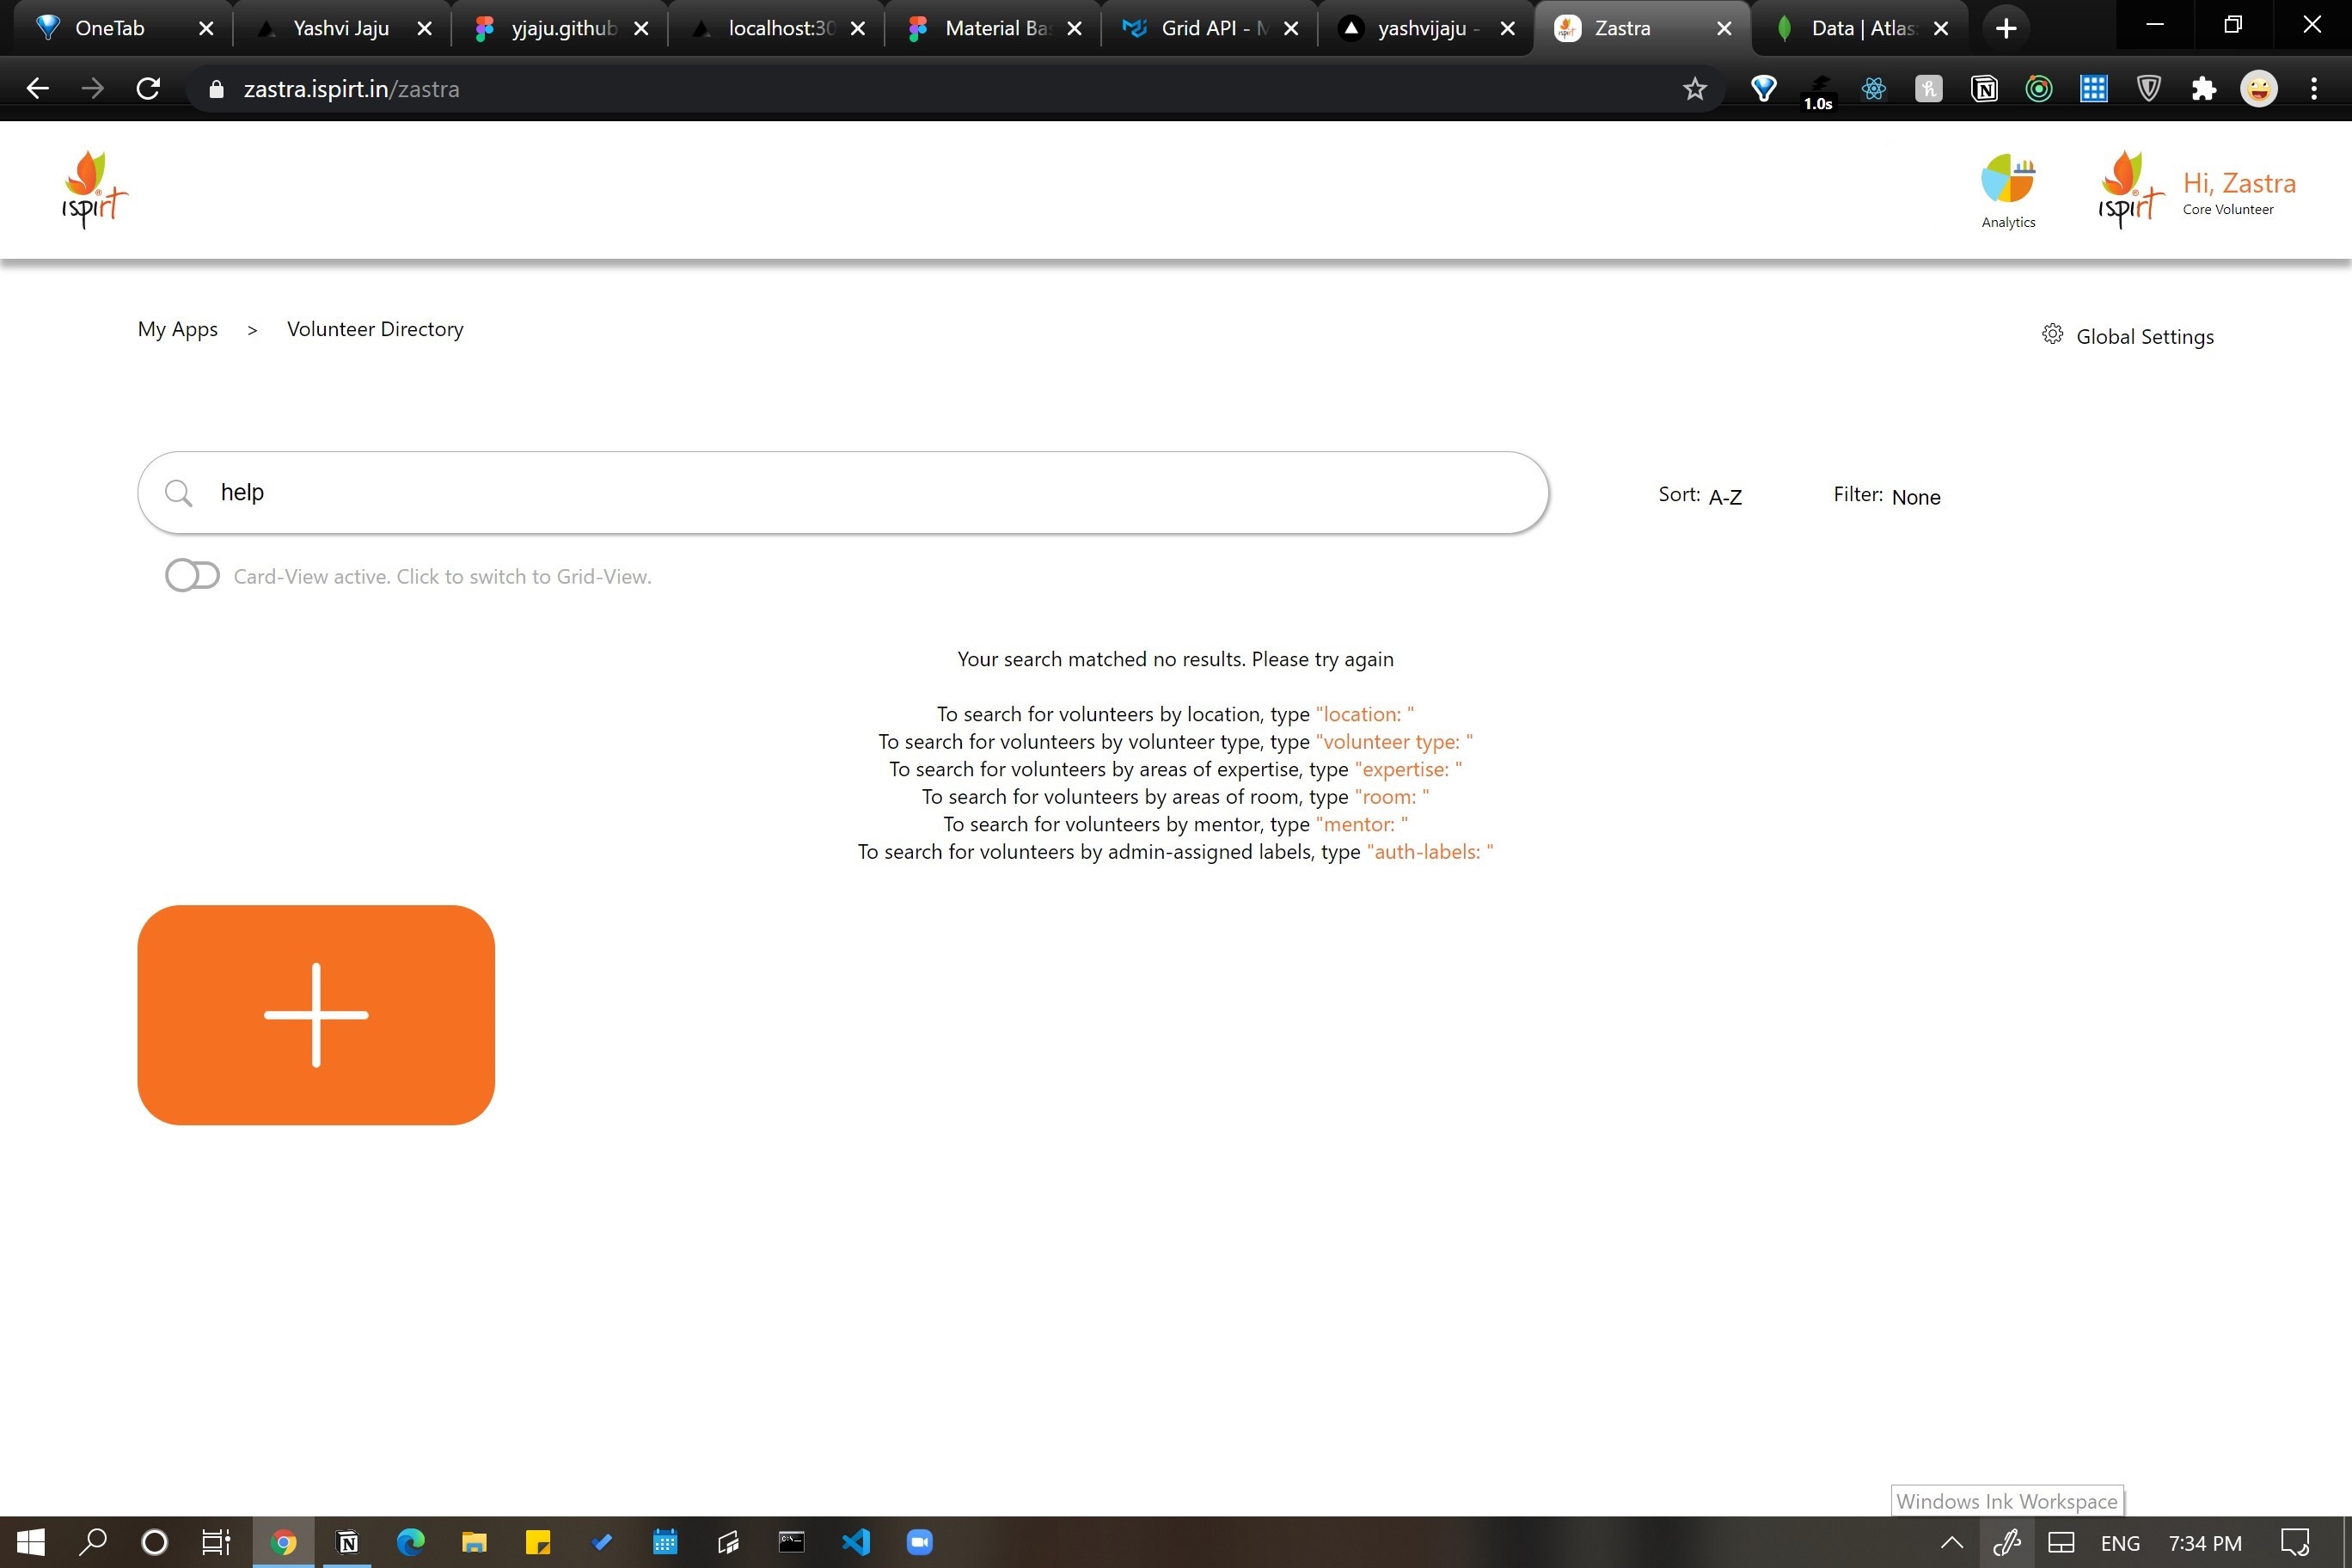 OneTab
Yashvi Jaju
yjaju.github
localhost:30
Material Bas
Grid API - M
yashvijaju -
Zastra
Data | Atlas:
zastra.ispirt.in/zastra
1.0s
ispirt
Analytics
ispirt
Hi, Zastra
Core Volunteer
My Apps > Volunteer Directory
Global Settings
help
Sort: A-Z
Filter: None
Card-View active. Click to switch to Grid-View.
Your search matched no results. Please try again
To search for volunteers by location, type "location: "
To search for volunteers by volunteer type, type "volunteer type: "
To search for volunteers by areas of expertise, type "expertise: "
To search for volunteers by areas of room, type "room: "
To search for volunteers by mentor, type "mentor: "
To search for volunteers by admin-assigned labels, type "auth-labels: "
Windows Ink Workspace
ENG
7:34 PM